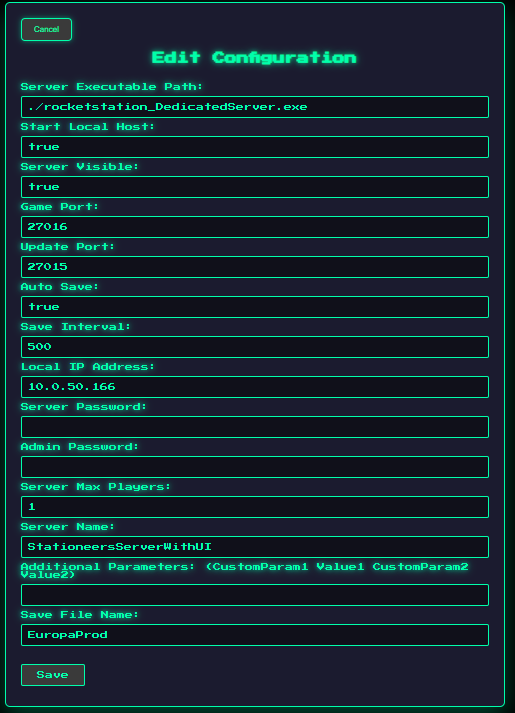 Cancel
Edit Configuration
Server Executable Path:
./rocketstation_DedicatedServer.exe
Start Local Host:
true
Server Visible:
true
Game Port:
27016
Update Port:
27015
Auto Save:
true
Save Interval:
500
Local IP Address:
10.0.50.166
Server Password:
Admin Password:
Server Max Players:
1
Server Name:
StationeersServerWithUI
Additional Parameters: (CustomParam1 Value1 CustomParam2
Value2)
Save File Name:
EuropaProd
Save